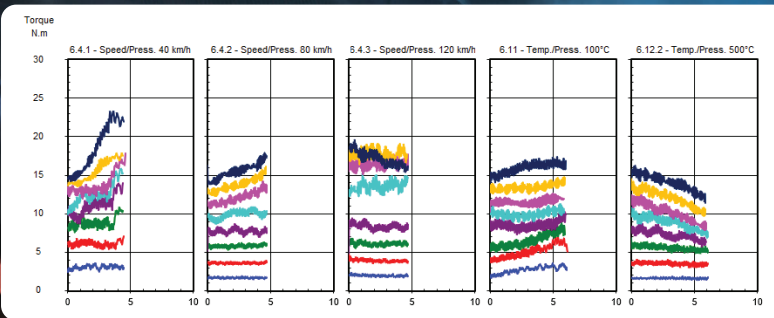 Torque
N.m
6.4.1 - Speed/Press. 40 km/h
6.4.2 - Speed/Press. 80 km/h
6.4.3 - Speed/Press. 120 km/h
6.11 - Temp./Press. 100°C
6.12.2 - Temp./Press. 500°C
30
25
20
15
10
5
0
0 5 10
0 5 10
0 5 10
0 5 10
0 5 10